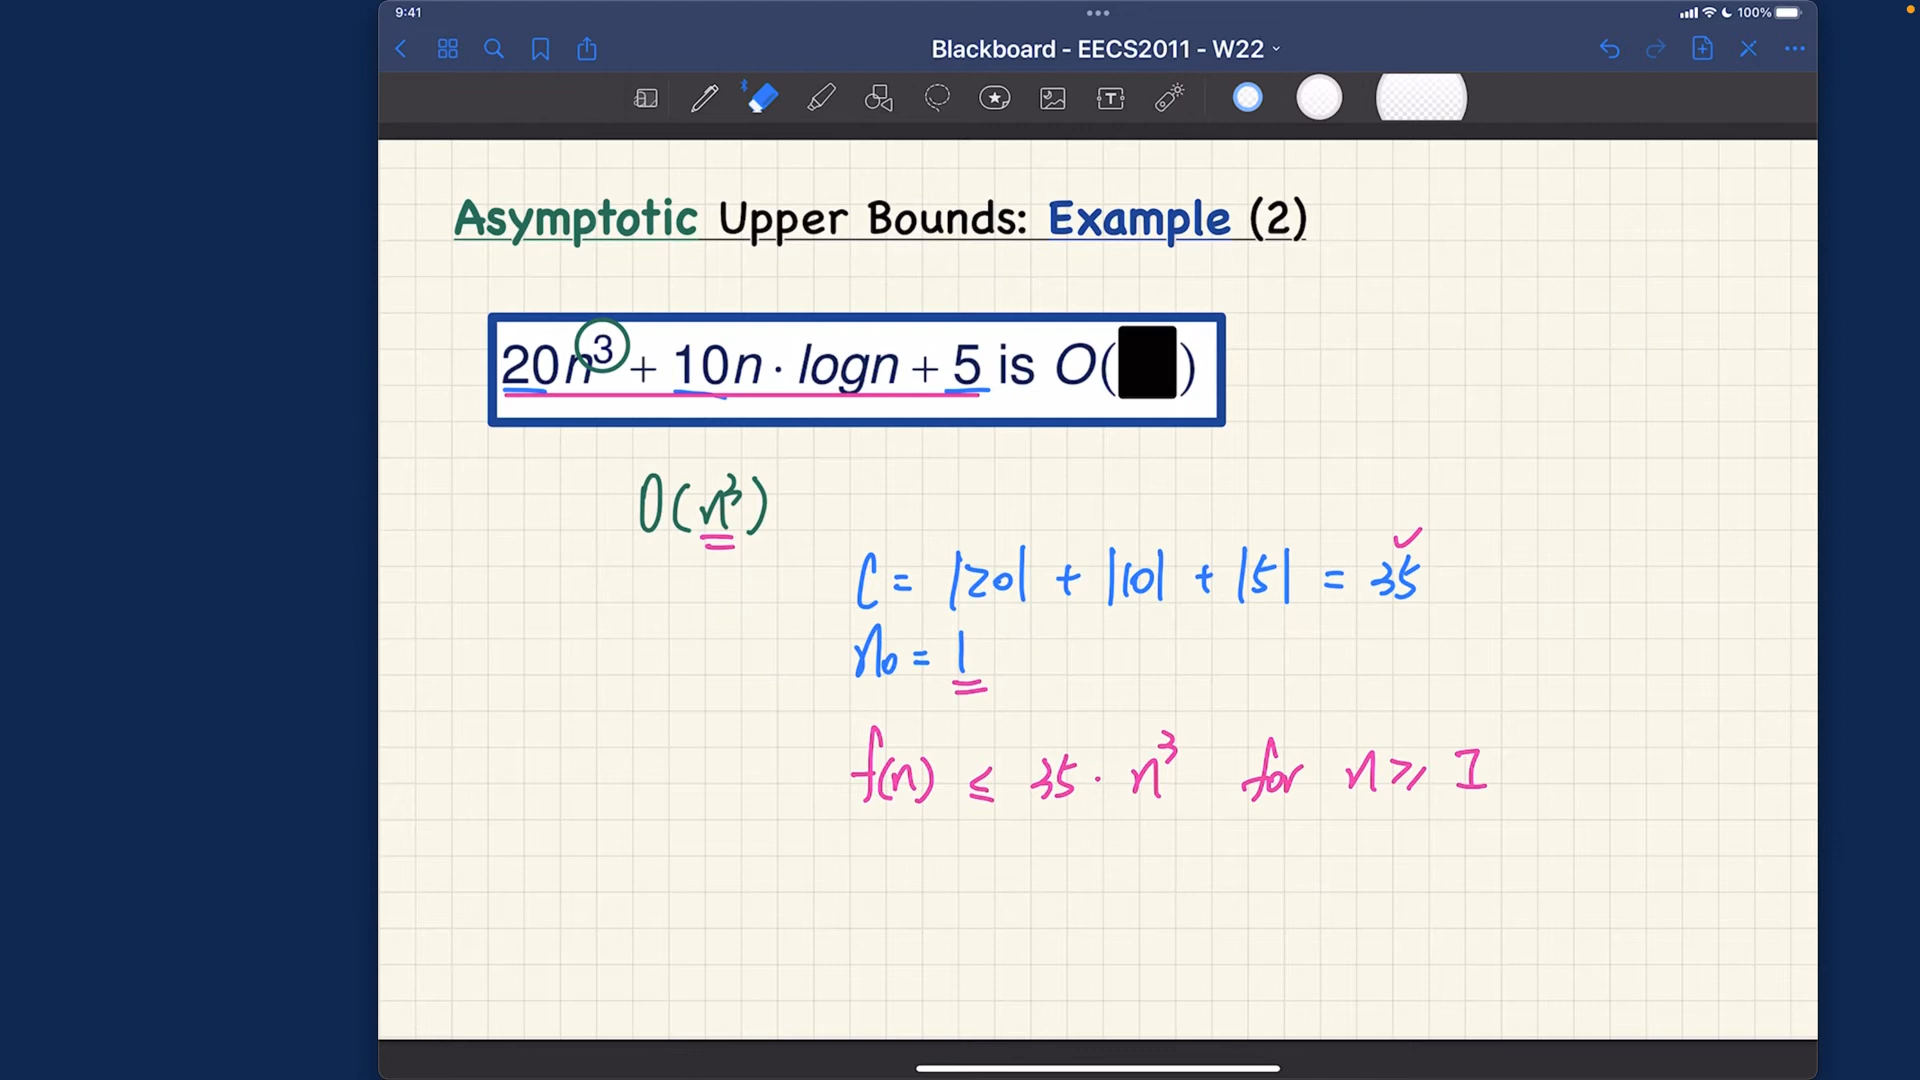 9:41
100%
Blackboard - EECS2011 - W22
Asymptotic Upper Bounds: Example (2)
20n³ + 10n · logn + 5 is O( )
O(n³)
C = |20| + |10| + |5| = 35 ✓
n₀ = 1
f(n) ≤ 35 · n³ for n ≥ 1